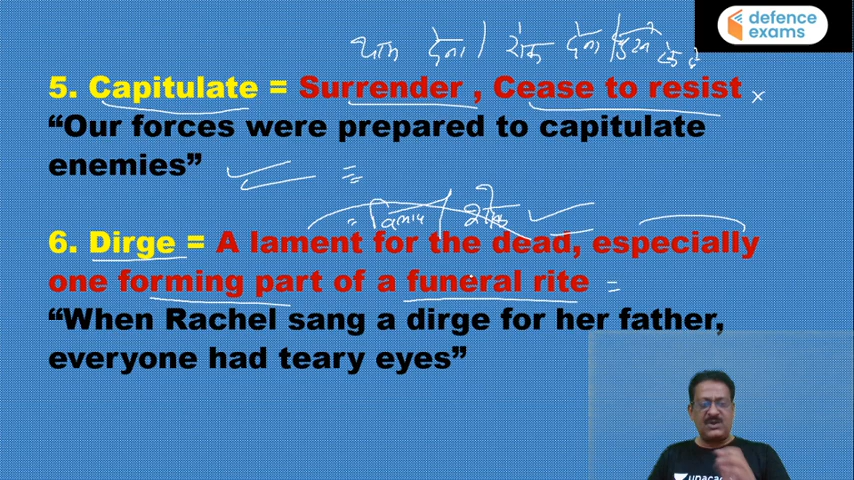 defence
exams
5. Capitulate = Surrender , Cease to resist
“Our forces were prepared to capitulate
enemies”
6. Dirge = A lament for the dead, especially
one forming part of a funeral rite
“When Rachel sang a dirge for her father,
everyone had teary eyes”